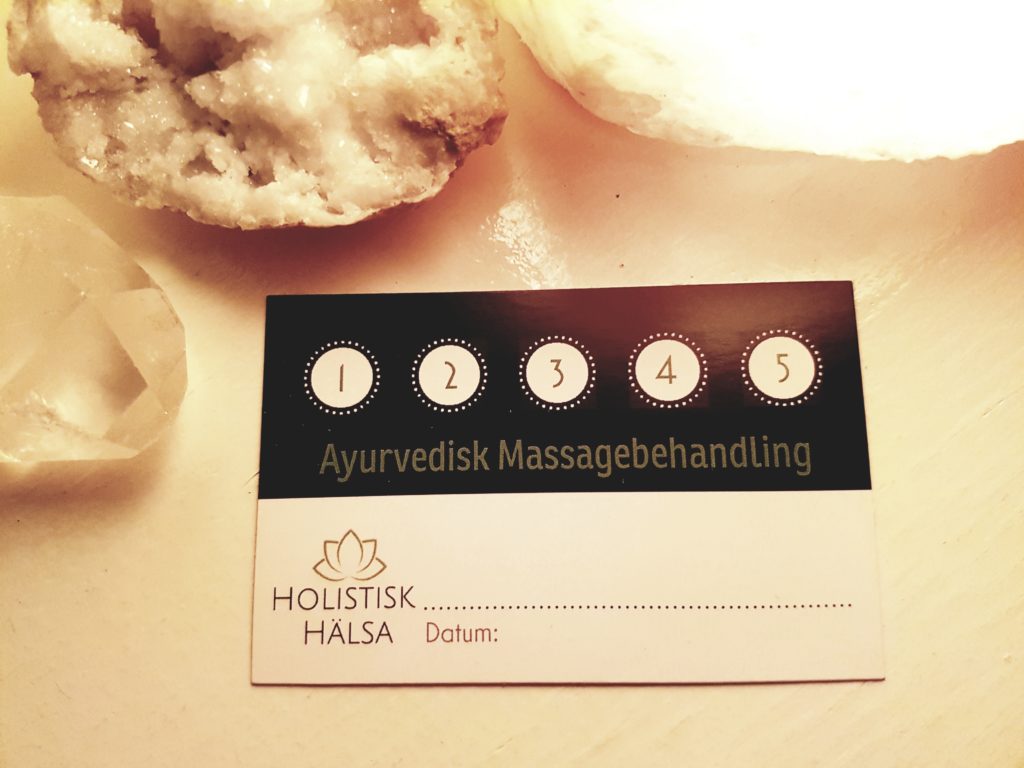 1 2 3 4 5
Ayurvedisk Massagebehandling
HOLISTISK
HÄLSA
Datum: